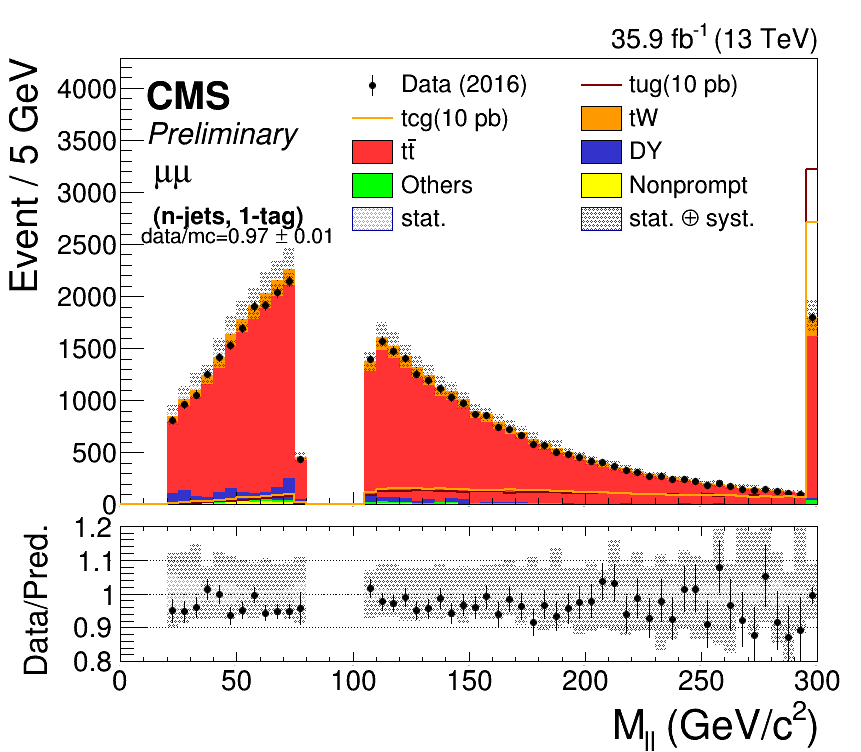 35.9 fb⁻¹ (13 TeV)
Event / 5 GeV
CMS
Preliminary
μμ
(n-jets, 1-tag)
data/mc=0.97 ± 0.01
Data (2016)
tug(10 pb)
tcg(10 pb)
tW
tt̄
DY
Others
Nonprompt
stat.
stat. ⊕ syst.
4000
3500
3000
2500
2000
1500
1000
500
0
Data/Pred.
1.2
1.1
1
0.9
0.8
0 50 100 150 200 250 300
M_ll (GeV/c²)